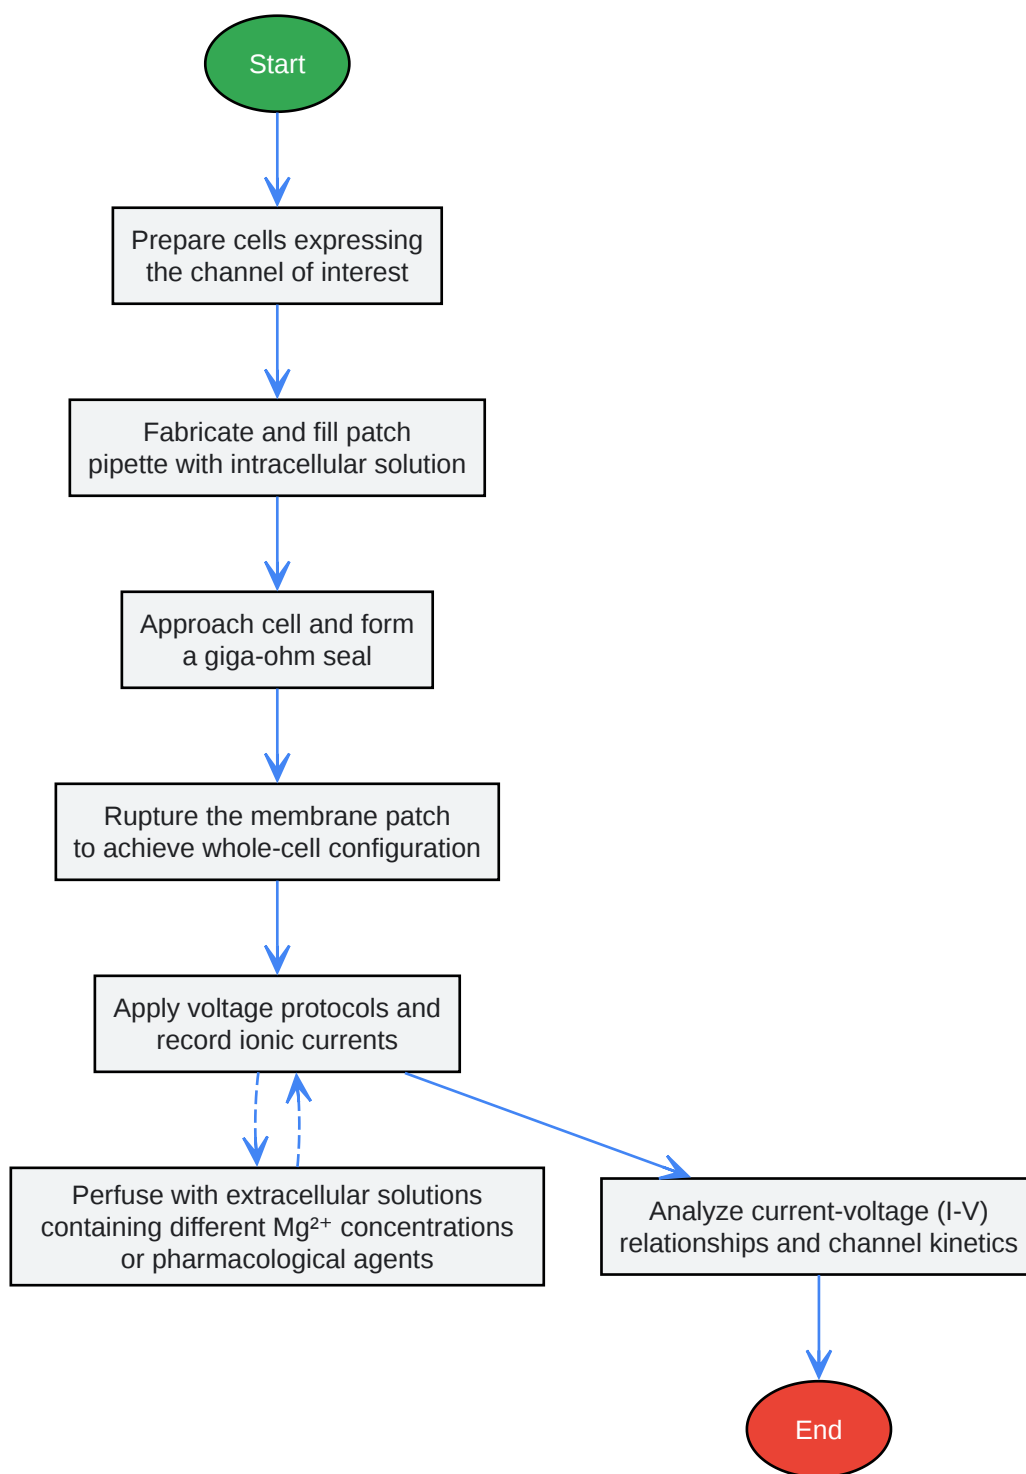 Start
Prepare cells expressing
the channel of interest
Fabricate and fill patch
pipette with intracellular solution
Approach cell and form
a giga-ohm seal
Rupture the membrane patch
to achieve whole-cell configuration
Apply voltage protocols and
record ionic currents
Perfuse with extracellular solutions
containing different Mg²⁺ concentrations
or pharmacological agents
Analyze current-voltage (I-V)
relationships and channel kinetics
End